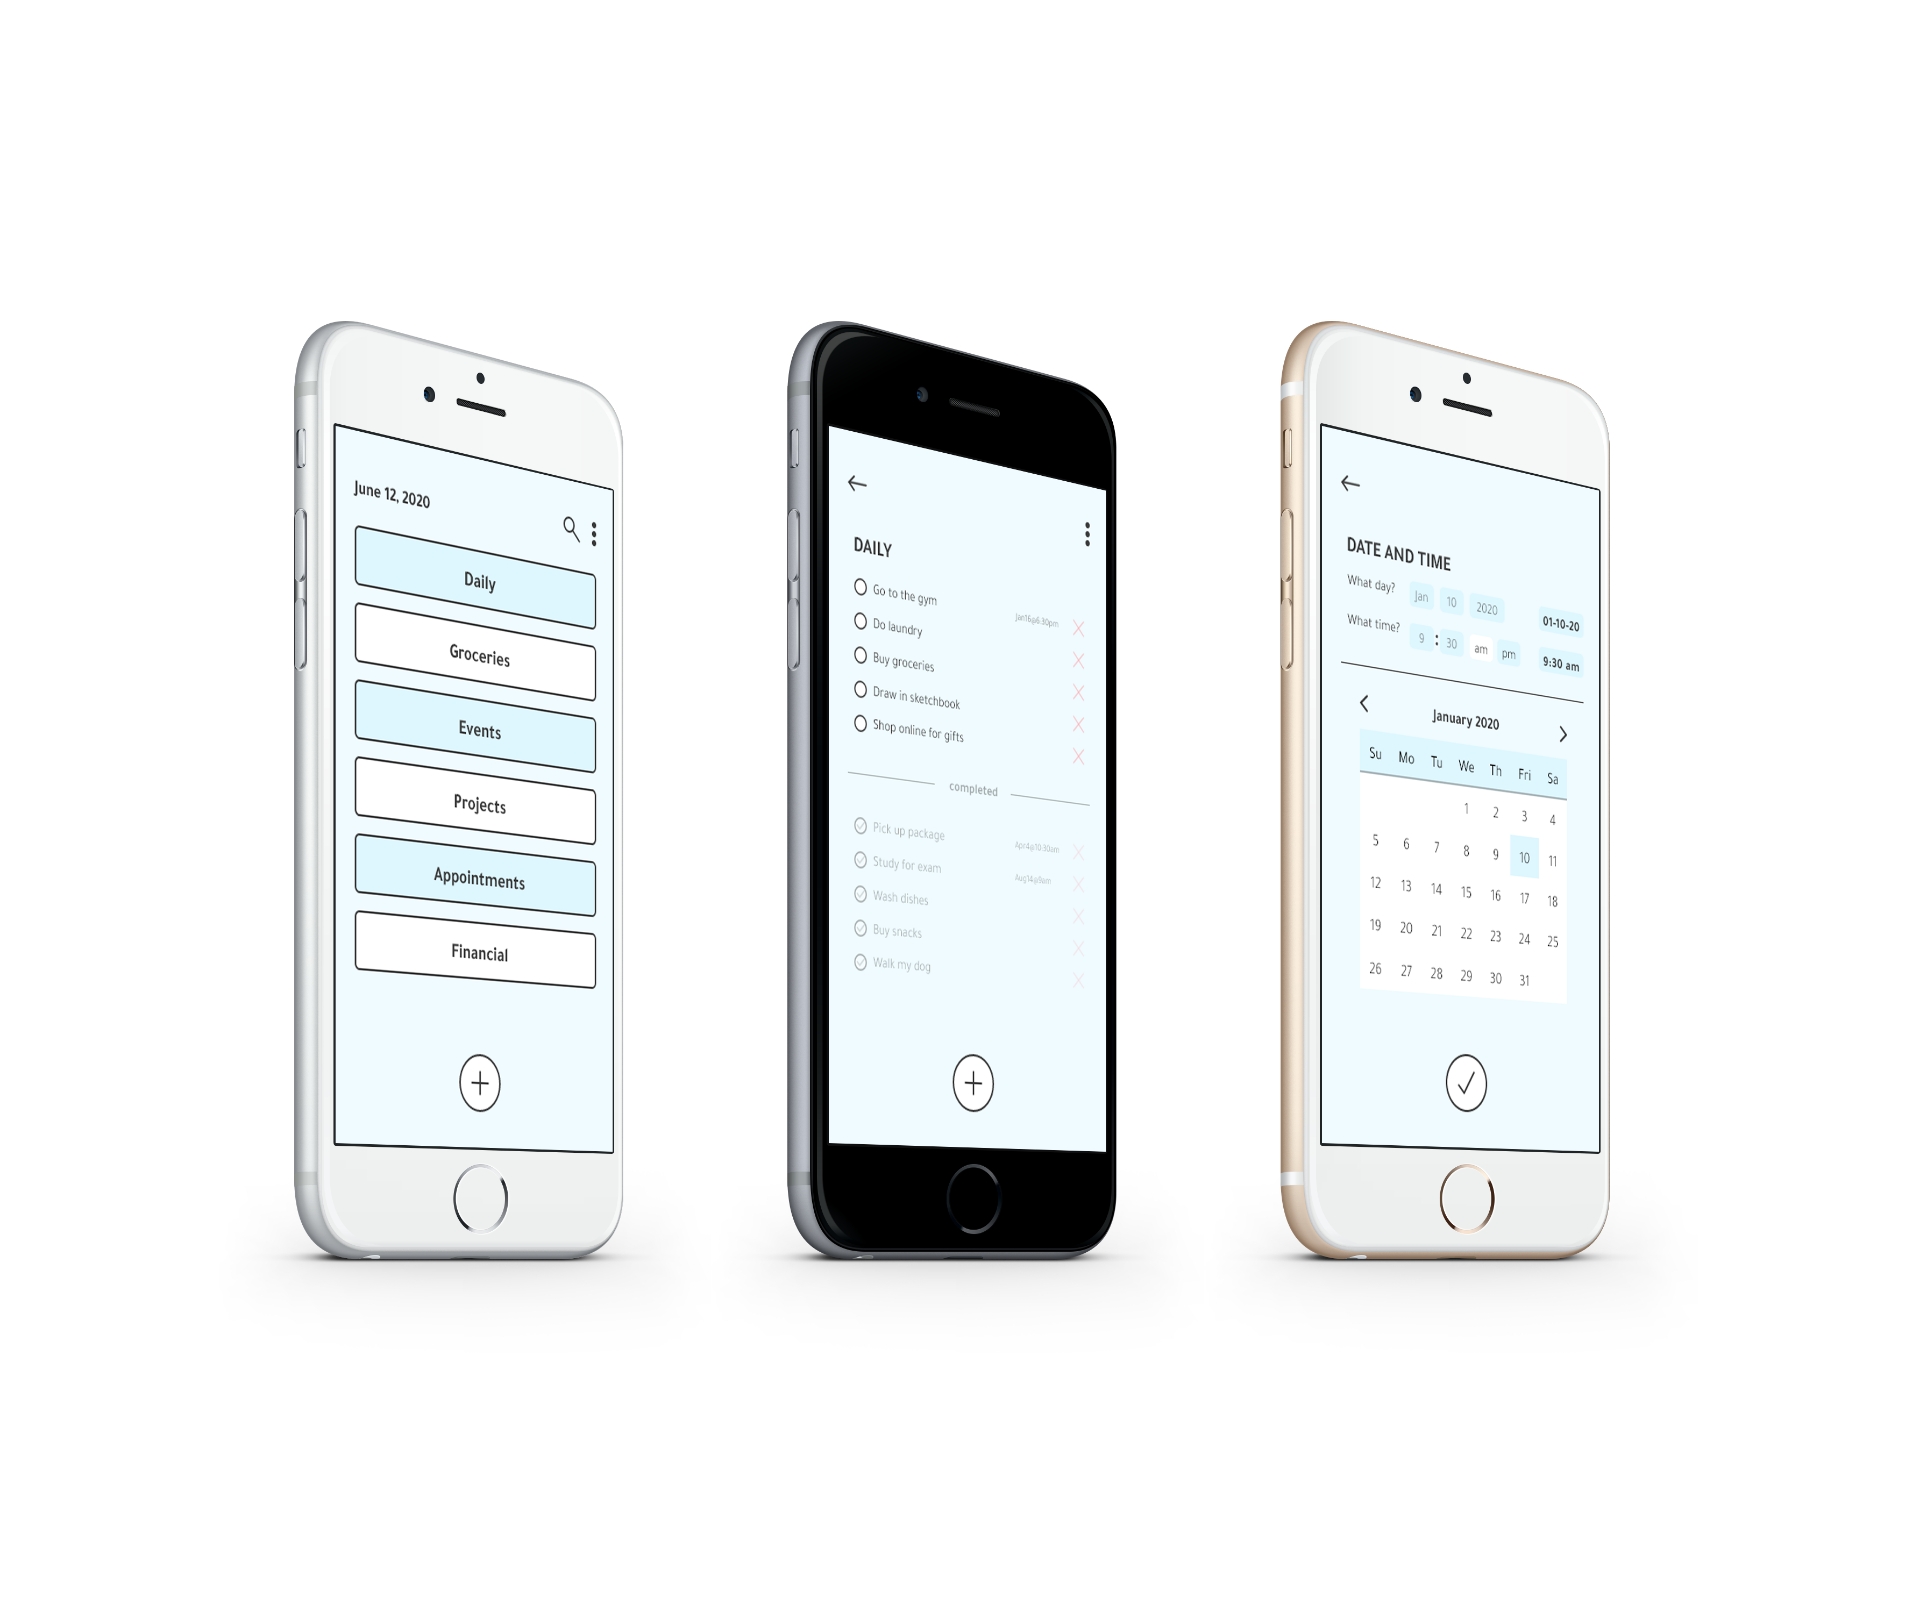 June 12, 2020
Daily
Groceries
Events
Projects
Appointments
Financial
DAILY
Go to the gym
Jan16@6:30pm
Do laundry
Buy groceries
Draw in sketchbook
Shop online for gifts
completed
Pick up package
Apr4@10:30am
Study for exam
Aug14@9am
Wash dishes
Buy snacks
Walk my dog
DATE AND TIME
What day? Jan 10 2020 01-10-20
What time? 9 : 30 am pm 9:30 am
January 2020
Su Mo Tu We Th Fri Sa
1 2 3 4
5 6 7 8 9 10 11
12 13 14 15 16 17 18
19 20 21 22 23 24 25
26 27 28 29 30 31